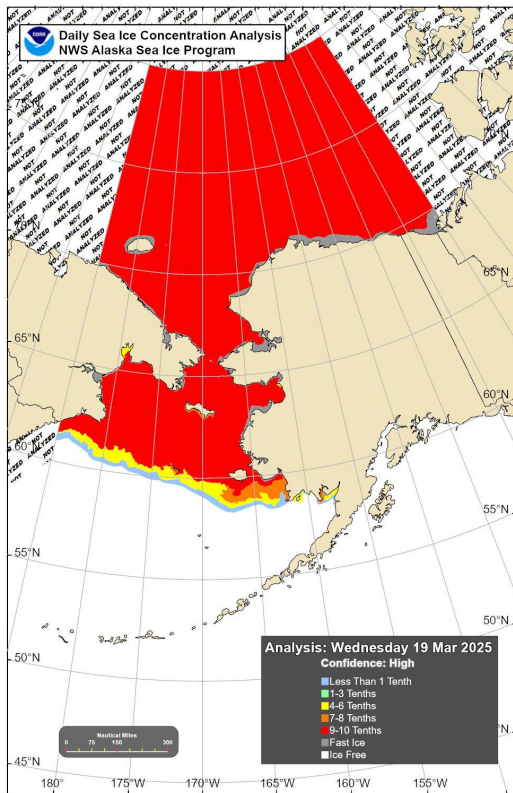 Daily Sea Ice Concentration Analysis
NWS Alaska Sea Ice Program
NOT ANALYZED
65°N
60°N
55°N
50°N
45°N
65°N
60°N
55°N
50°N
180°
175°W
170°W
165°W
160°W
155°W
Analysis: Wednesday 19 Mar 2025
Confidence: High
Less Than 1 Tenth
1-3 Tenths
4-6 Tenths
7-8 Tenths
9-10 Tenths
Fast Ice
Ice Free
Nautical Miles
0 75 150 300